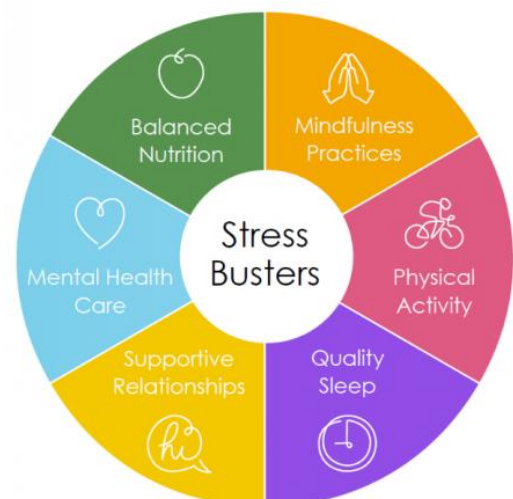 Balanced
Nutrition
Mindfulness
Practices
Stress
Busters
Mental Health
Care
Physical
Activity
Supportive
Relationships
Quality
Sleep
hi